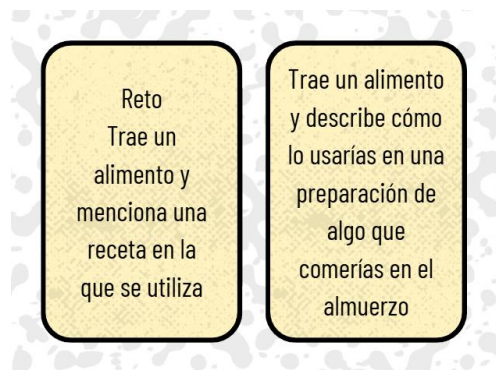 Reto
Trae un
alimento y
menciona una
receta en la
que se utiliza
Trae un alimento
y describe cómo
lo usarías en una
preparación de
algo que
comerías en el
almuerzo